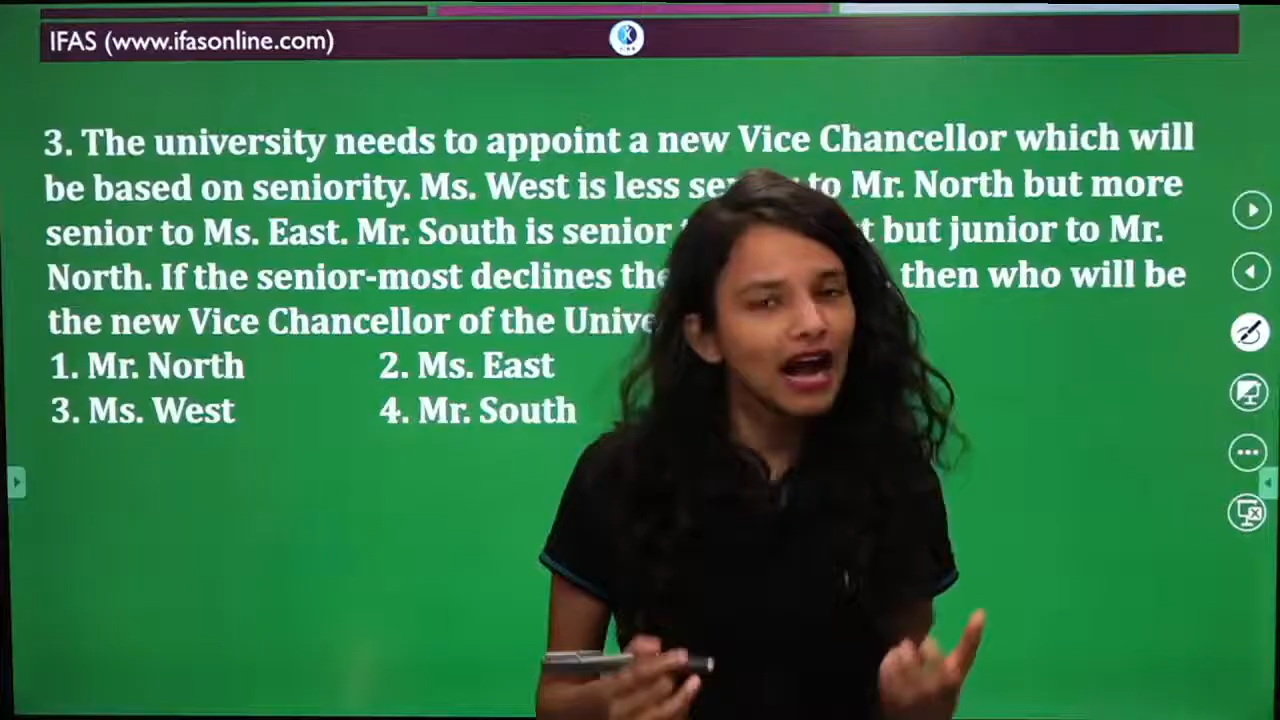 IFAS (www.ifasonline.com)
3. The university needs to appoint a new Vice Chancellor which will
be based on seniority. Ms. West is less to Mr. North but more
senior to Ms. East. Mr. South is senior but junior to Mr.
North. If the senior-most declines then who will be
the new Vice Chancellor of the
1. Mr. North 2. Ms. East
3. Ms. West 4. Mr. South